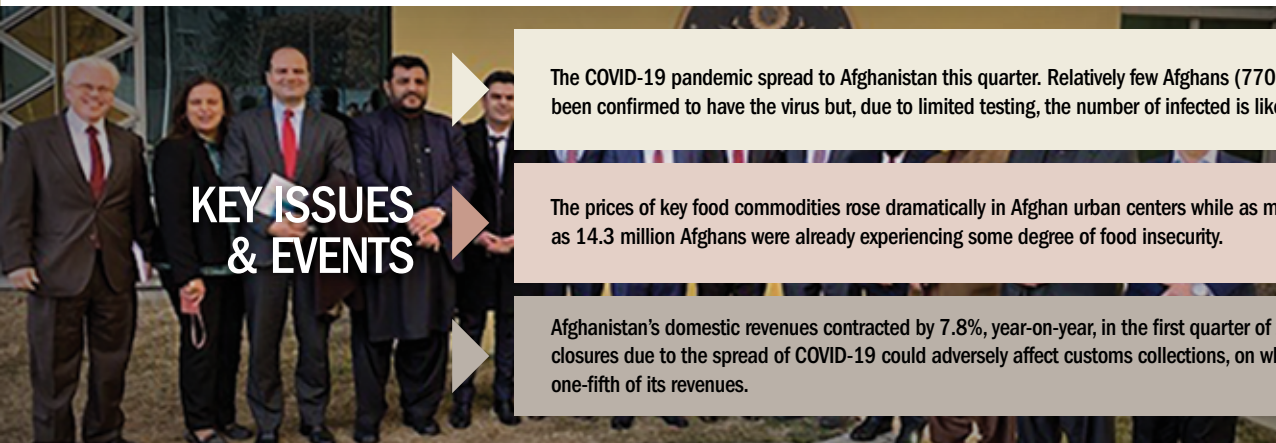 KEY ISSUES
& EVENTS
The COVID-19 pandemic spread to Afghanistan this quarter. Relatively few Afghans (770
been confirmed to have the virus but, due to limited testing, the number of infected is
The prices of key food commodities rose dramatically in Afghan urban centers while as
as 14.3 million Afghans were already experiencing some degree of food insecurity.
Afghanistan’s domestic revenues contracted by 7.8%, year-on-year, in the first quarter of
closures due to the spread of COVID-19 could adversely affect customs collections, on
one-fifth of its revenues.